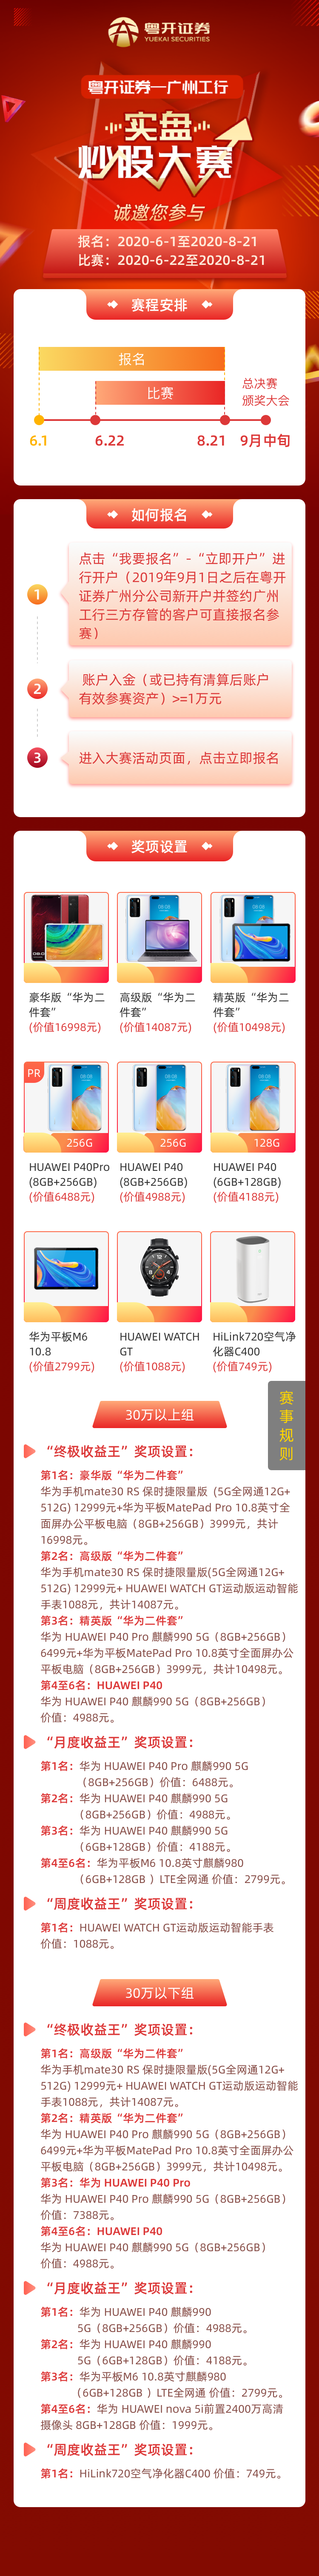 粤开证券
YUEKAI SECURITIES
粤开证券—广州工行
实盘
炒股大赛
诚邀您参与
报名：2020-6-1至2020-8-21
比赛：2020-6-22至2020-8-21
赛程安排
报名
比赛
总决赛
颁奖大会
6.1
6.22
8.21
9月中旬
如何报名
1
点击“我要报名”-“立即开户”进
行开户（2019年9月1日之后在粤开
证券广州分公司新开户并签约广州
工行三方存管的客户可直接报名参
赛）
2
账户入金（或已持有清算后账户
有效参赛资产）>=1万元
3
进入大赛活动页面，点击立即报名
奖项设置
豪华版“华为二
件套”
(价值16998元)
高级版“华为二
件套”
(价值14087元)
精英版“华为二
件套”
(价值10498元)
PR
256G
256G
128G
HUAWEI P40Pro
(8GB+256GB)
(价值6488元)
HUAWEI P40
(8GB+256GB)
(价值4988元)
HUAWEI P40
(6GB+128GB)
(价值4188元)
华为平板M6
10.8
(价值2799元)
HUAWEI WATCH
GT
(价值1088元)
HiLink720空气净
化器C400
(价值749元)
赛事规则
30万以上组
“终极收益王”奖项设置：
第1名：豪华版“华为二件套”
华为手机mate30 RS 保时捷限量版（5G全网通12G+
512G) 12999元+华为平板MatePad Pro 10.8英寸全
面屏办公平板电脑（8GB+256GB）3999元，共计
16998元。
第2名：高级版“华为二件套”
华为手机mate30 RS 保时捷限量版(5G全网通12G+
512G) 12999元+ HUAWEI WATCH GT运动版运动智能
手表1088元，共计14087元。
第3名：精英版“华为二件套”
华为 HUAWEI P40 Pro 麒麟990 5G（8GB+256GB）
6499元+华为平板MatePad Pro 10.8英寸全面屏办公
平板电脑（8GB+256GB）3999元，共计10498元。
第4至6名：HUAWEI P40
华为 HUAWEI P40 麒麟990 5G（8GB+256GB）
价值：4988元。
“月度收益王”奖项设置：
第1名：华为 HUAWEI P40 Pro 麒麟990 5G
（8GB+256GB）价值：6488元。
第2名：华为 HUAWEI P40 麒麟990 5G
（8GB+256GB）价值：4988元。
第3名：华为 HUAWEI P40 麒麟990 5G
（6GB+128GB）价值：4188元。
第4至6名：华为平板M6 10.8英寸麒麟980
（6GB+128GB ）LTE全网通 价值：2799元。
“周度收益王”奖项设置：
第1名：HUAWEI WATCH GT运动版运动智能手表
价值：1088元。
30万以下组
“终极收益王”奖项设置：
第1名：高级版“华为二件套”
华为手机mate30 RS 保时捷限量版(5G全网通12G+
512G) 12999元+ HUAWEI WATCH GT运动版运动智能
手表1088元，共计14087元。
第2名：精英版“华为二件套”
华为 HUAWEI P40 Pro 麒麟990 5G（8GB+256GB）
6499元+华为平板MatePad Pro 10.8英寸全面屏办公
平板电脑（8GB+256GB）3999元，共计10498元。
第3名：华为 HUAWEI P40 Pro
华为 HUAWEI P40 Pro 麒麟990 5G（8GB+256GB）
价值：7388元。
第4至6名：HUAWEI P40
华为 HUAWEI P40 麒麟990 5G（8GB+256GB）
价值：4988元。
“月度收益王”奖项设置：
第1名：华为 HUAWEI P40 麒麟990
5G（8GB+256GB）价值：4988元。
第2名：华为 HUAWEI P40 麒麟990
5G（6GB+128GB）价值：4188元。
第3名：华为平板M6 10.8英寸麒麟980
（6GB+128GB ）LTE全网通 价值：2799元。
第4至6名：华为 HUAWEI nova 5i前置2400万高清
摄像头 8GB+128GB 价值：1999元。
“周度收益王”奖项设置：
第1名：HiLink720空气净化器C400 价值：749元。